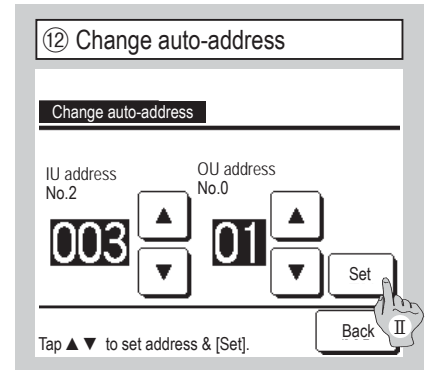 ⑫ Change auto-address
Change auto-address
IU address
No.2
OU address
No.0
003
01
▲
▲
▼
▼
Set
Back
Ⅱ
Tap ▲ ▼ to set address & [Set].